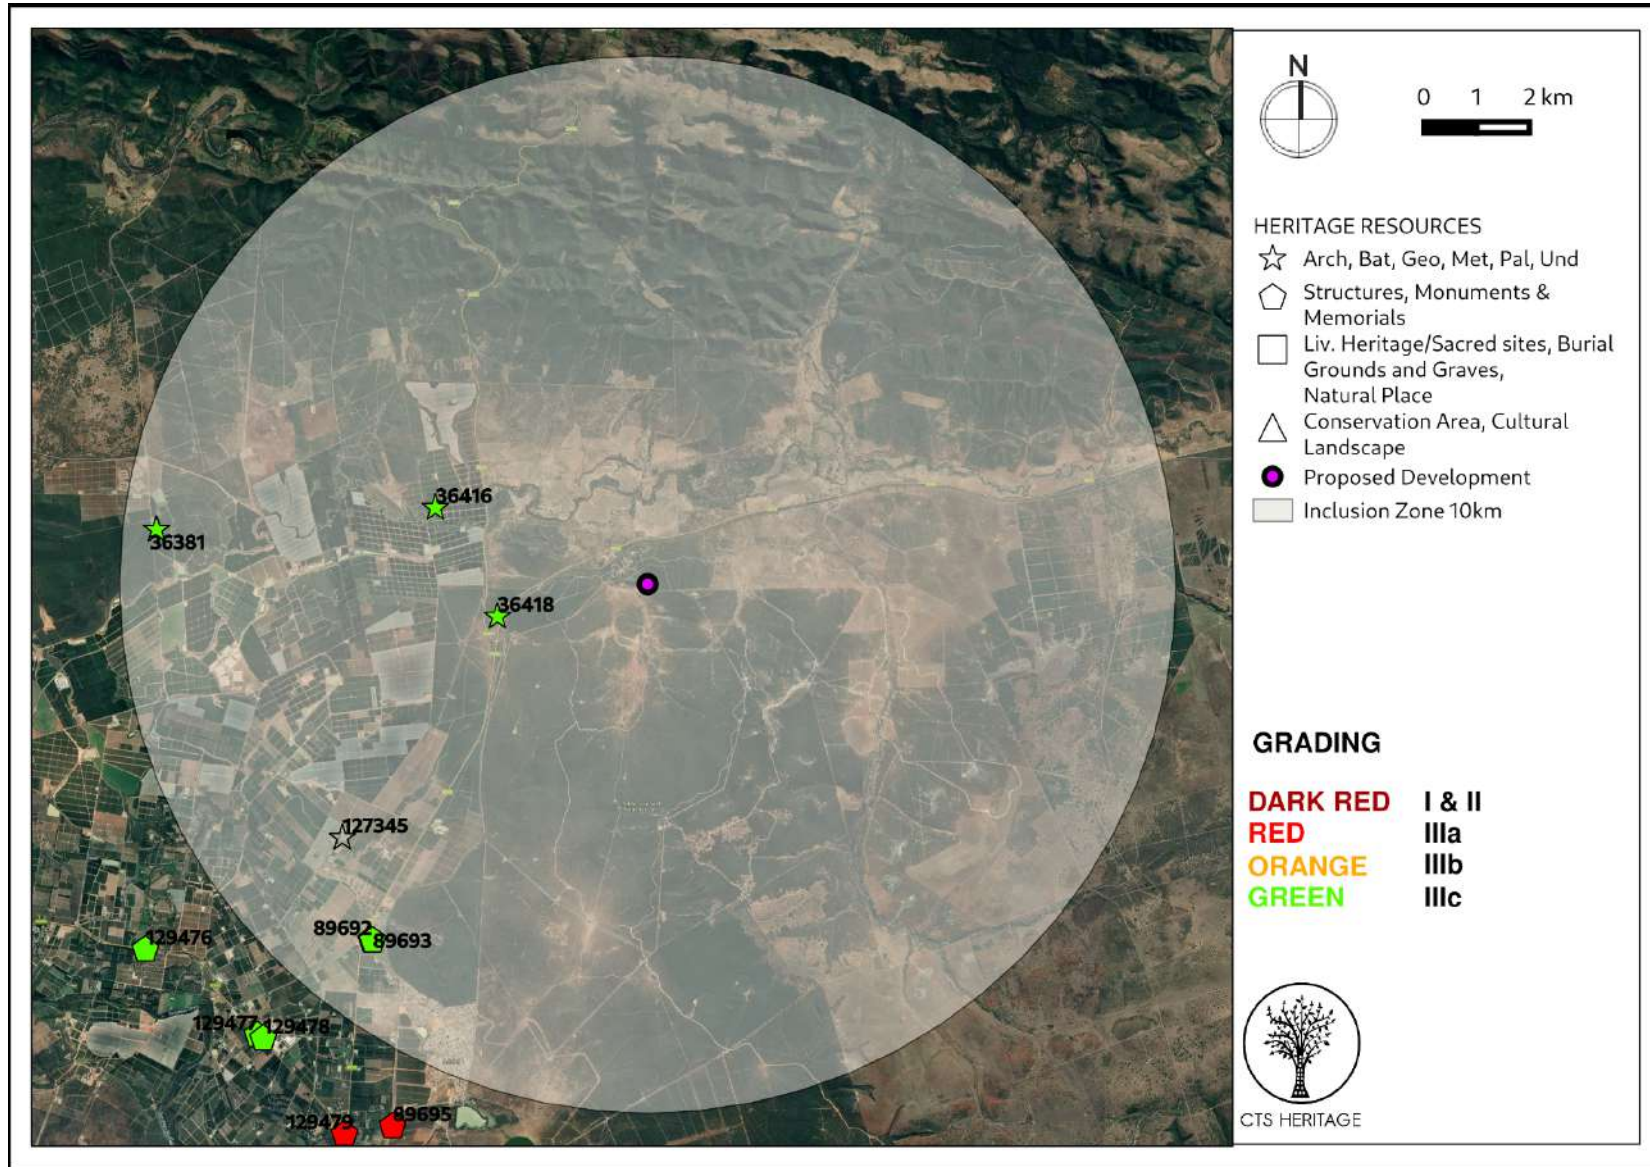 36416
36381
36418
127345
89692
89693
129476
129477
129478
129479
89695
N
0 1 2 km
HERITAGE RESOURCES
Arch, Bat, Geo, Met, Pal, Und
Structures, Monuments &
Memorials
Liv. Heritage/Sacred sites, Burial
Grounds and Graves,
Natural Place
Conservation Area, Cultural
Landscape
Proposed Development
Inclusion Zone 10km
GRADING
DARK RED I & II
RED IIIa
ORANGE IIIb
GREEN IIIc
CTS HERITAGE